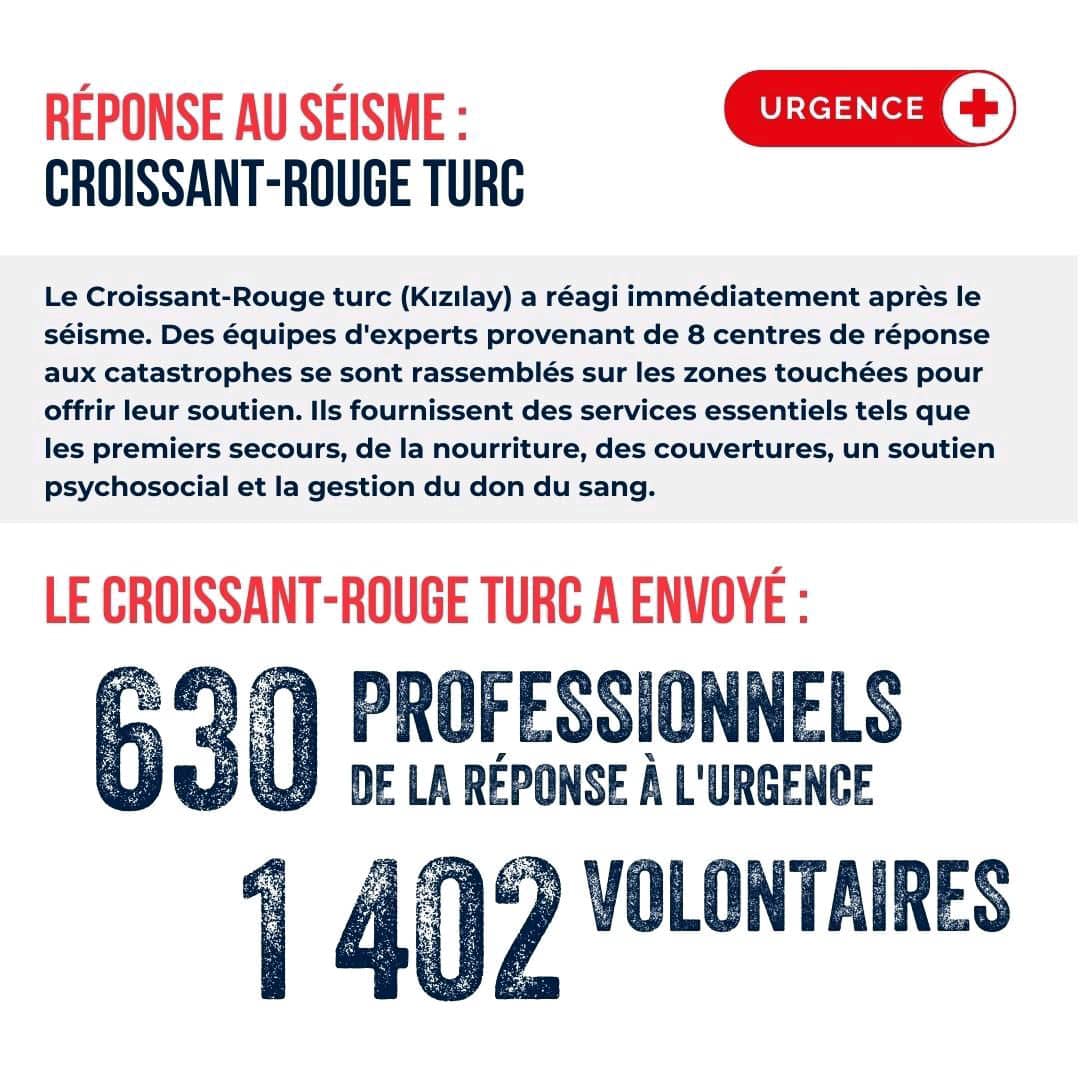 RÉPONSE AU SÉISME :
CROISSANT-ROUGE TURC
URGENCE
Le Croissant-Rouge turc (Kızılay) a réagi immédiatement après le
séisme. Des équipes d'experts provenant de 8 centres de réponse
aux catastrophes se sont rassemblés sur les zones touchées pour
offrir leur soutien. Ils fournissent des services essentiels tels que
les premiers secours, de la nourriture, des couvertures, un soutien
psychosocial et la gestion du don du sang.
LE CROISSANT-ROUGE TURC A ENVOYÉ :
630 PROFESSIONNELS
DE LA RÉPONSE À L'URGENCE
1 402 VOLONTAIRES